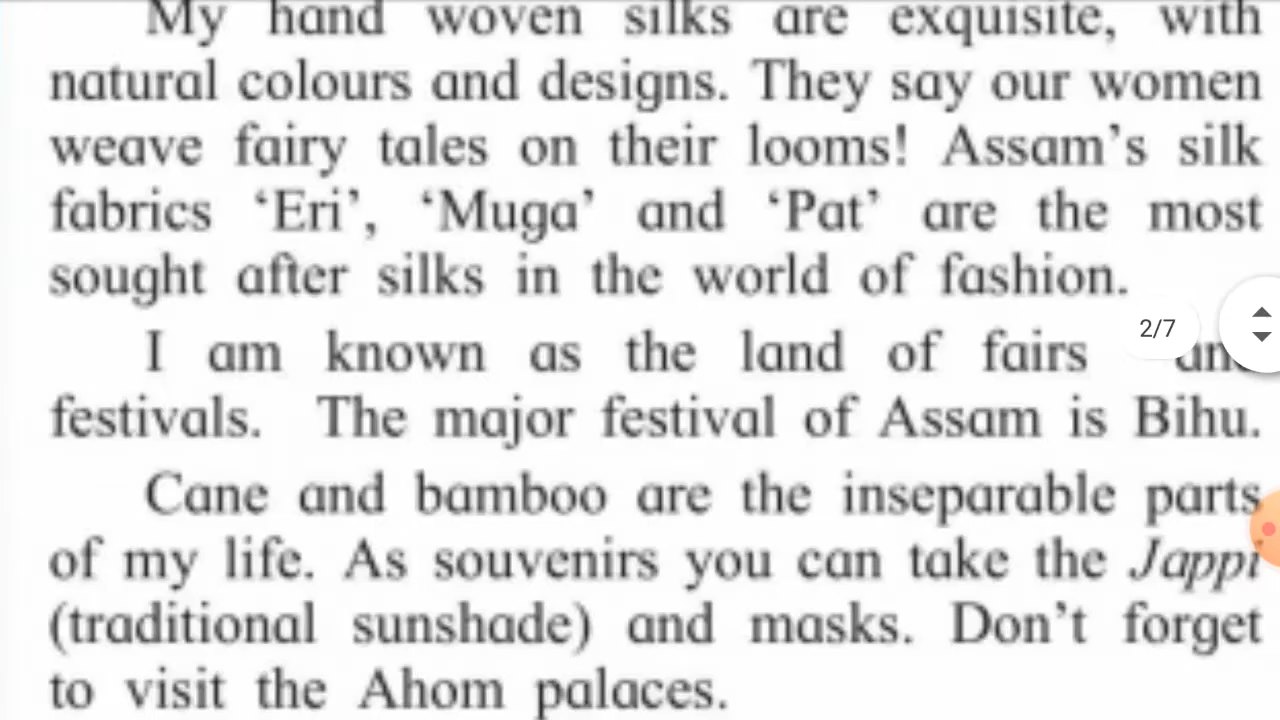 My hand woven silks are exquisite, with
natural colours and designs. They say our women
weave fairy tales on their looms! Assam's silk
fabrics ‘Eri’, ‘Muga’ and ‘Pat’ are the most
sought after silks in the world of fashion.
I am known as the land of fairs and
2/7
festivals. The major festival of Assam is Bihu.
Cane and bamboo are the inseparable parts
of my life. As souvenirs you can take the Jappi
(traditional sunshade) and masks. Don’t forget
to visit the Ahom palaces.